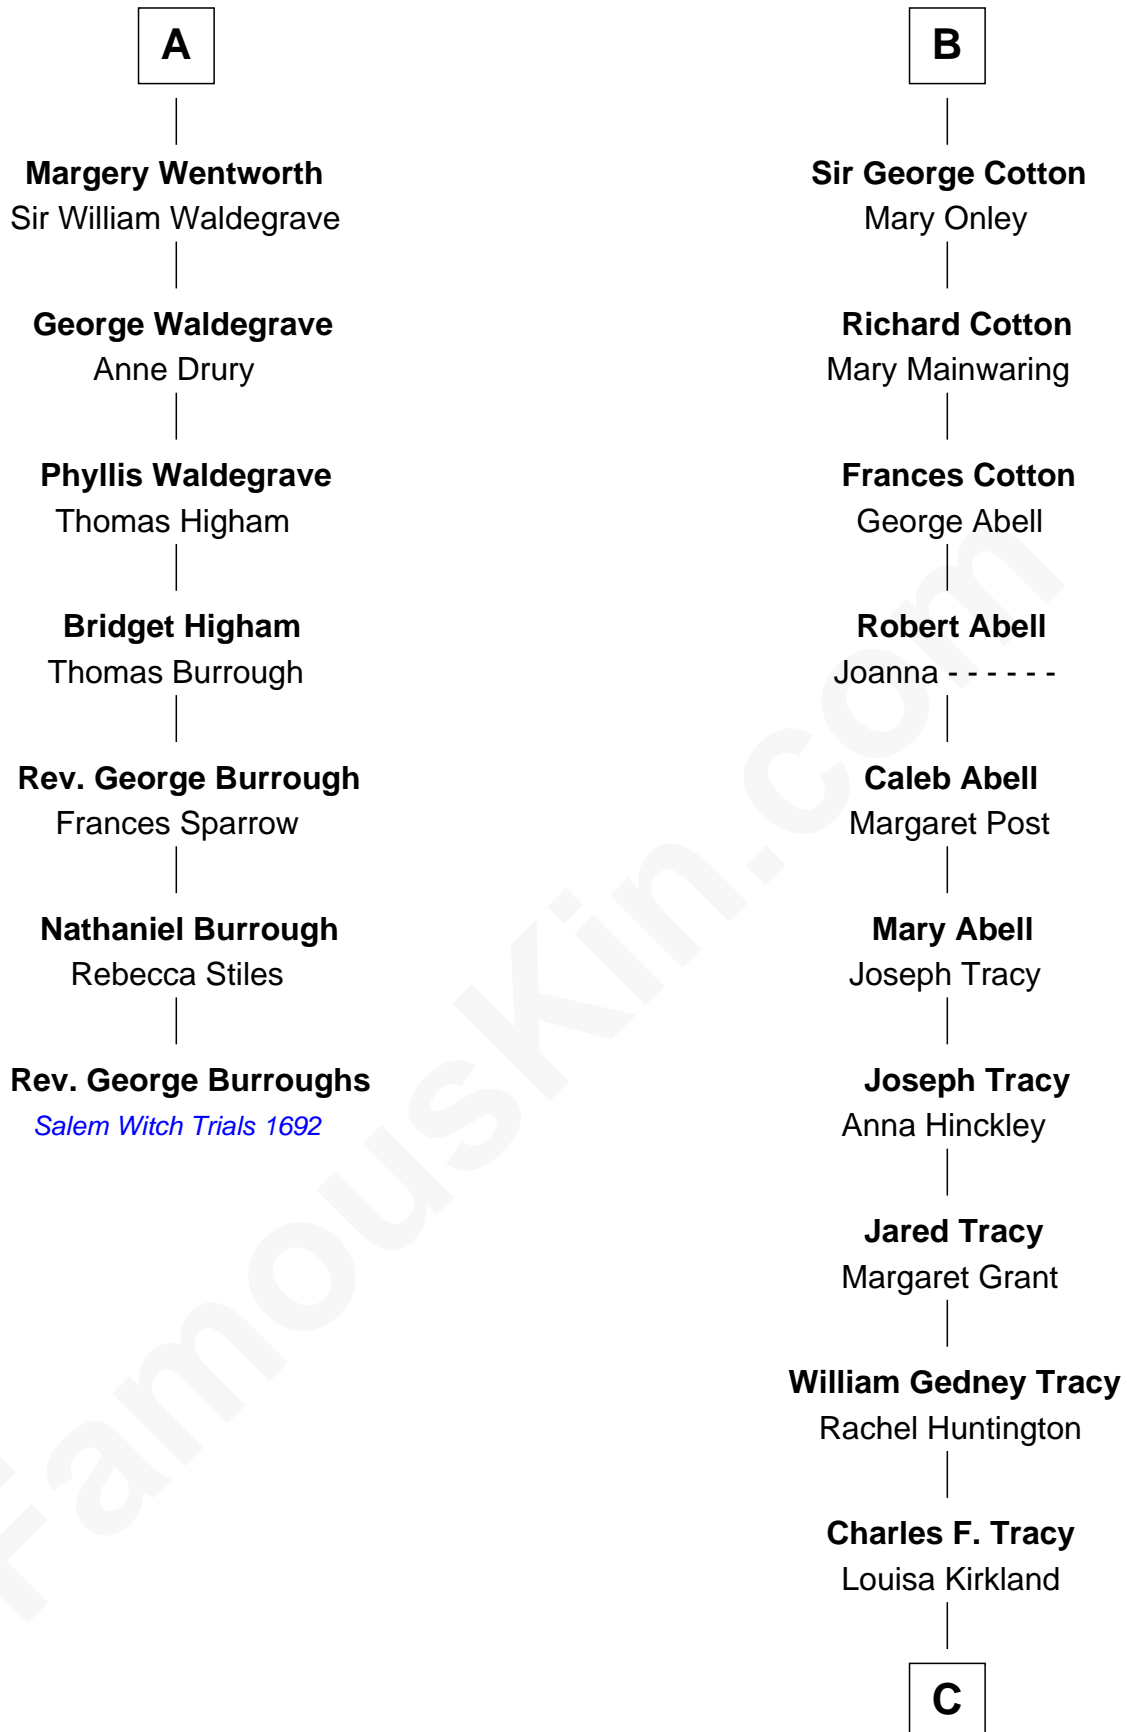 A
Margery Wentworth
Sir William Waldegrave
George Waldegrave
Anne Drury
Phyllis Waldegrave
Thomas Higham
Bridget Higham
Thomas Burrough
Rev. George Burrough
Frances Sparrow
Nathaniel Burrough
Rebecca Stiles
Rev. George Burroughs
Salem Witch Trials 1692
B
Sir George Cotton
Mary Onley
Richard Cotton
Mary Mainwaring
Frances Cotton
George Abell
Robert Abell
Joanna - - - - - -
Caleb Abell
Margaret Post
Mary Abell
Joseph Tracy
Joseph Tracy
Anna Hinckley
Jared Tracy
Margaret Grant
William Gedney Tracy
Rachel Huntington
Charles F. Tracy
Louisa Kirkland
C
FamousKin.com